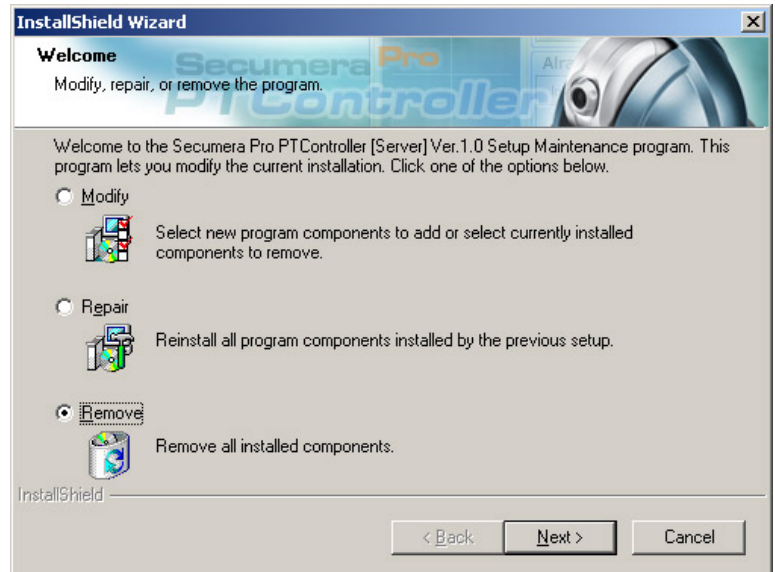 InstallShield Wizard
Welcome
Modify, repair, or remove the program.
Secumera Pro
PTController
Welcome to the Secumera Pro PTController [Server] Ver.1.0 Setup Maintenance program. This
program lets you modify the current installation. Click one of the options below.
Modify
Select new program components to add or select currently installed
components to remove.
Repair
Reinstall all program components installed by the previous setup.
Remove
Remove all installed components.
InstallShield
< Back
Next >
Cancel